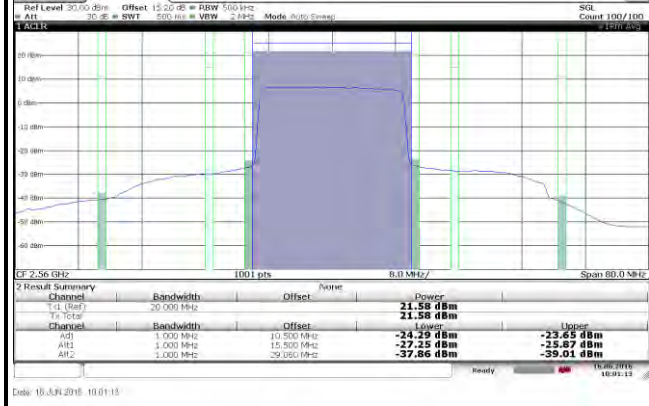 Ref Level 30.00 dBm Offset 15.20 dB RBW 500 kHz SGL
Att 30 dB SWT 500 ms VBW 2 MHz Mode Auto Sweep Count 100/100
1 ACLR 1Rm Avg
20 dBm
10 dBm
0 dBm
-10 dBm
-20 dBm
-30 dBm
-40 dBm
-50 dBm
-60 dBm
CF 2.56 GHz 1001 pts 8.0 MHz/ Span 80.0 MHz
2 Result Summary None
Channel Bandwidth Offset Power
Tx1 (Ref) 20.000 MHz 21.58 dBm
Tx Total 21.58 dBm
Channel Bandwidth Offset Lower Upper
Adj 1.000 MHz 10.500 MHz -24.29 dBm -23.65 dBm
Alt1 1.000 MHz 15.500 MHz -27.25 dBm -25.87 dBm
Alt2 1.000 MHz 29.060 MHz -37.86 dBm -39.01 dBm
Ready 16.06.2016
10:01:13
Date: 16.JUN.2016 10:01:13